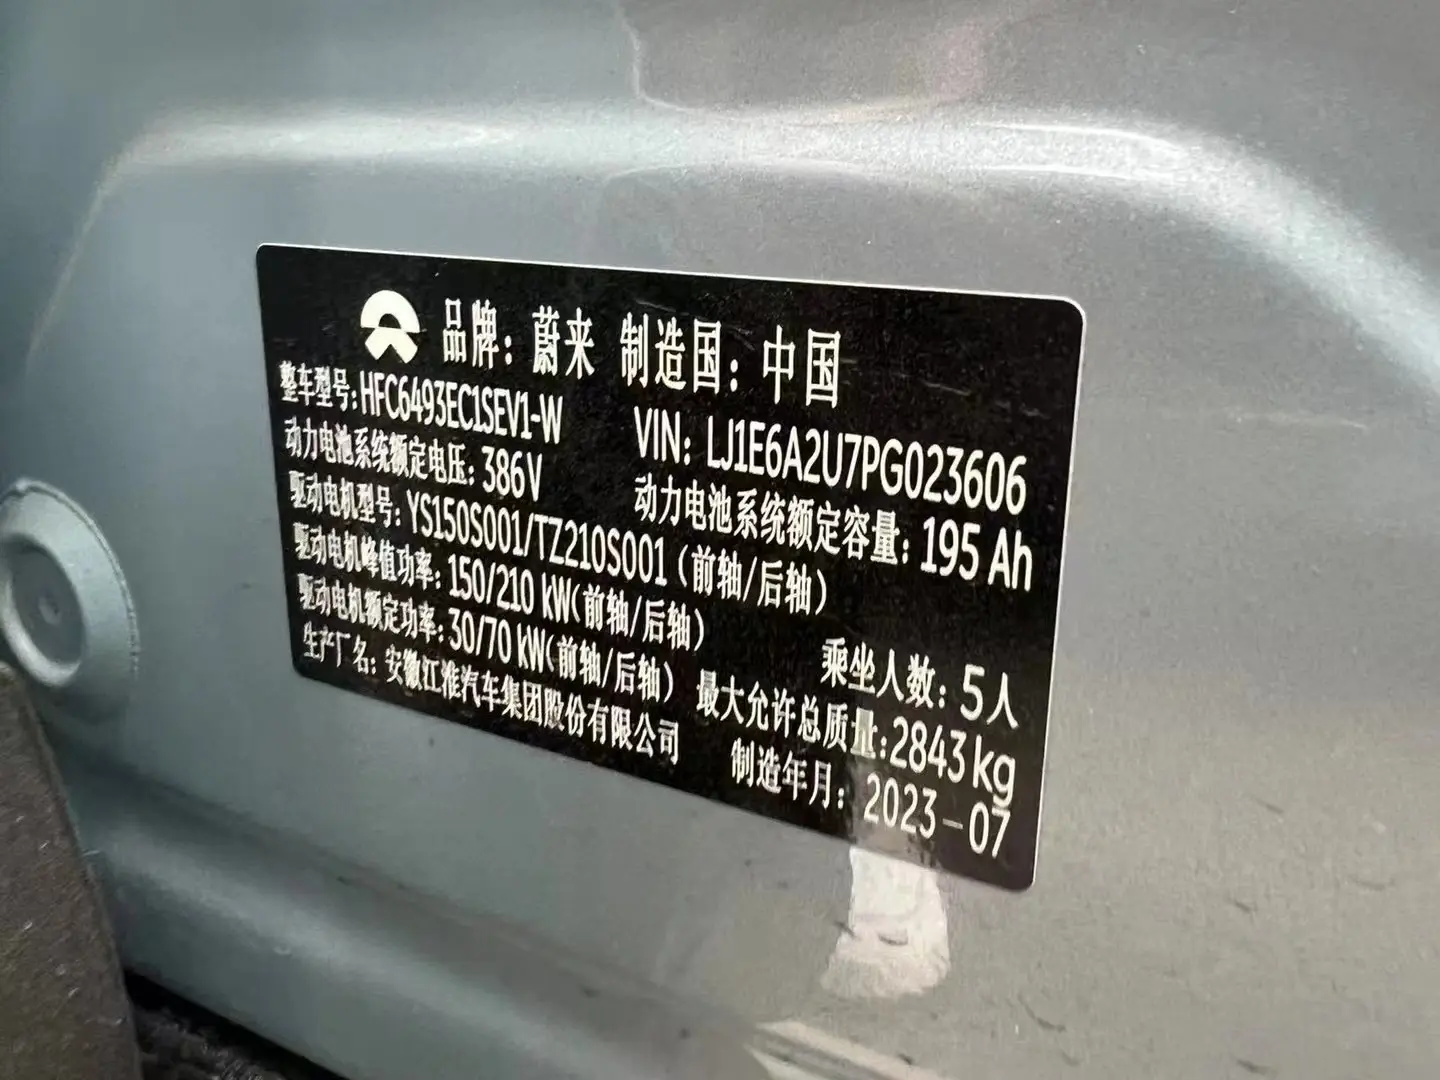 品牌：蔚来 制造国：中国
整车型号：HFC6493EC1SEV1-W VIN：LJ1E6A2U7PG023606
动力电池系统额定电压：386V 动力电池系统额定容量：195 Ah
驱动电机型号：YS150S001/TZ210S001（前轴/后轴）
驱动电机峰值功率：150/210 kW(前轴/后轴) 乘坐人数：5人
驱动电机额定功率：30/70 kW(前轴/后轴) 最大允许总质量：2843 kg
生产厂名：安徽江淮汽车集团股份有限公司 制造年月：2023-07